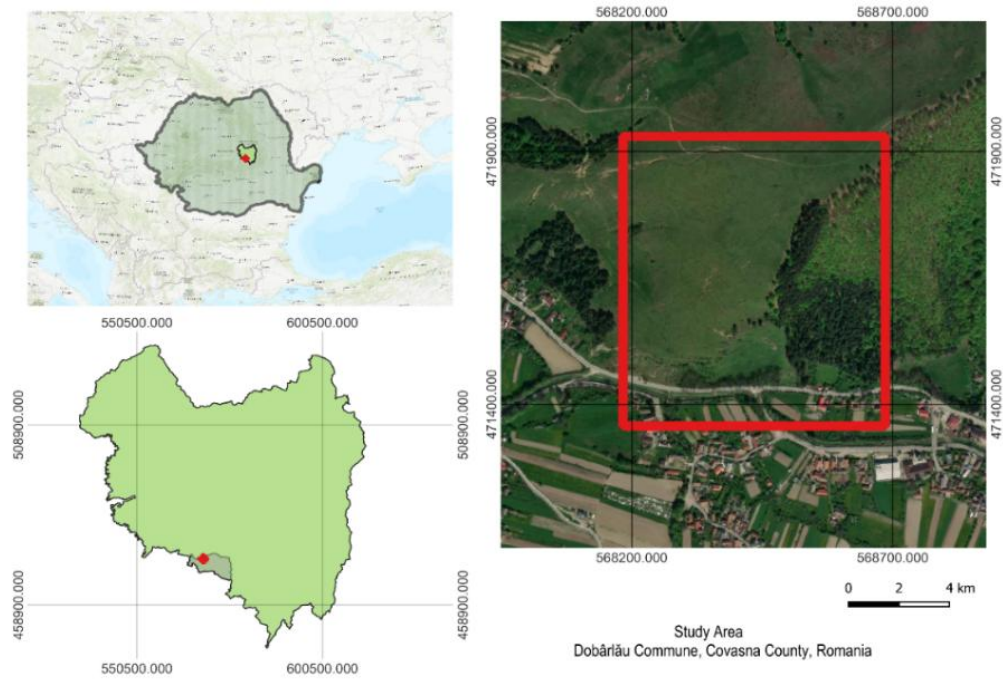 568200.000 568700.000
471900.000 471900.000
471400.000 471400.000
568200.000 568700.000
550500.000 600500.000
508900.000 508900.000
458900.000 458900.000
550500.000 600500.000
0 2 4 km
Study Area
Dobârlău Commune, Covasna County, Romania